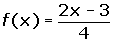 f(x) = (2x − 3)/4